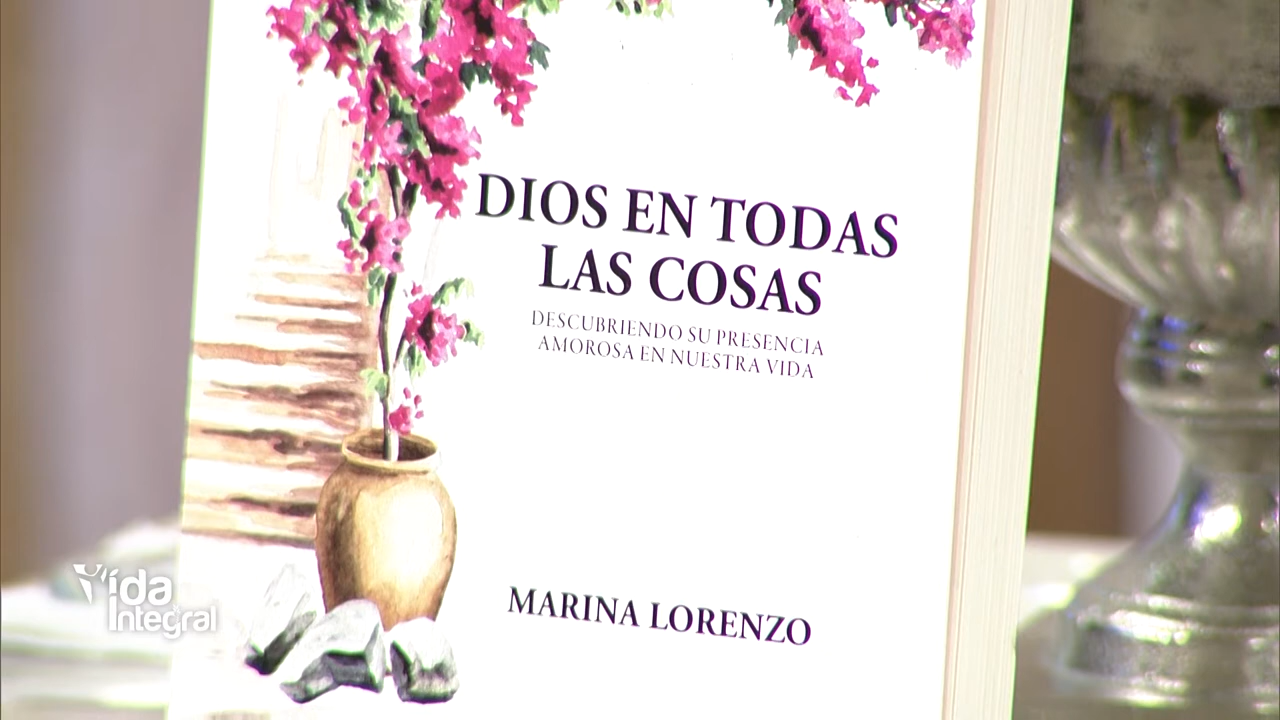 DIOS EN TODAS
LAS COSAS
DESCUBRIENDO SU PRESENCIA
AMOROSA EN NUESTRA VIDA
MARINA LORENZO
Vida
Integral